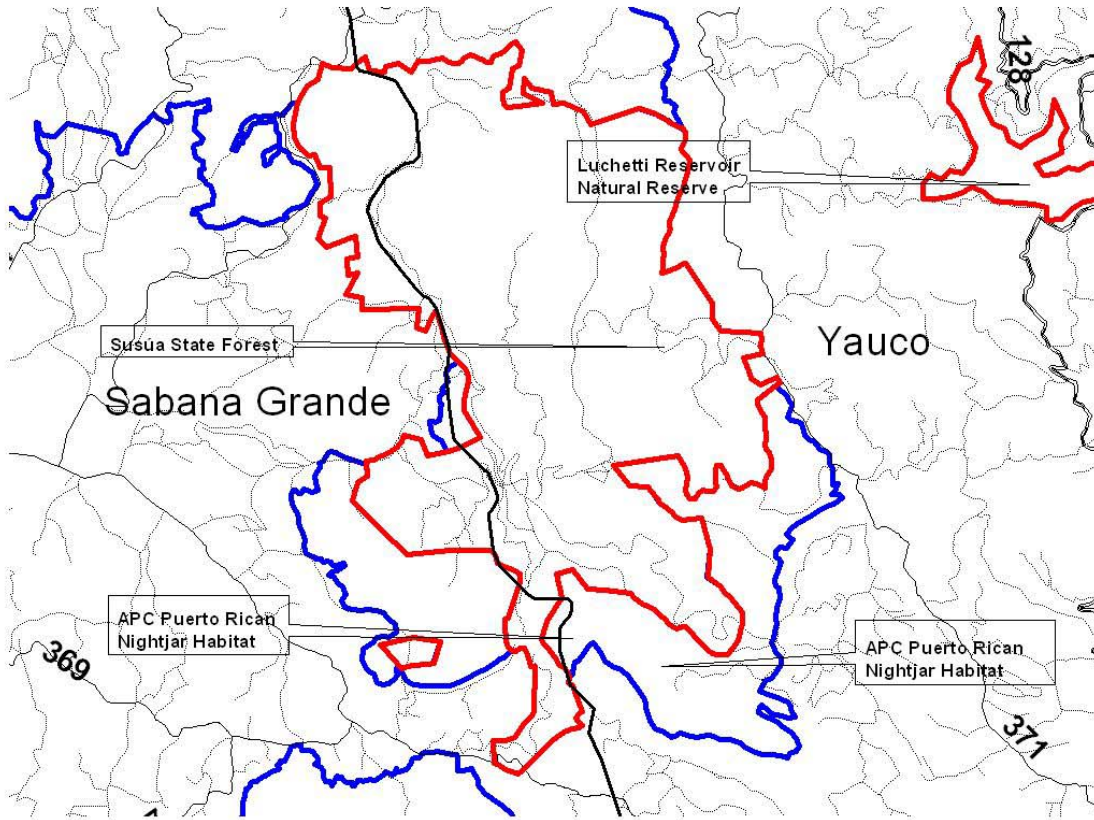 128
Luchetti Reservoir
Natural Reserve
Susúa State Forest
Yauco
Sabana Grande
APC Puerto Rican
Nightjar Habitat
APC Puerto Rican
Nightjar Habitat
369
371